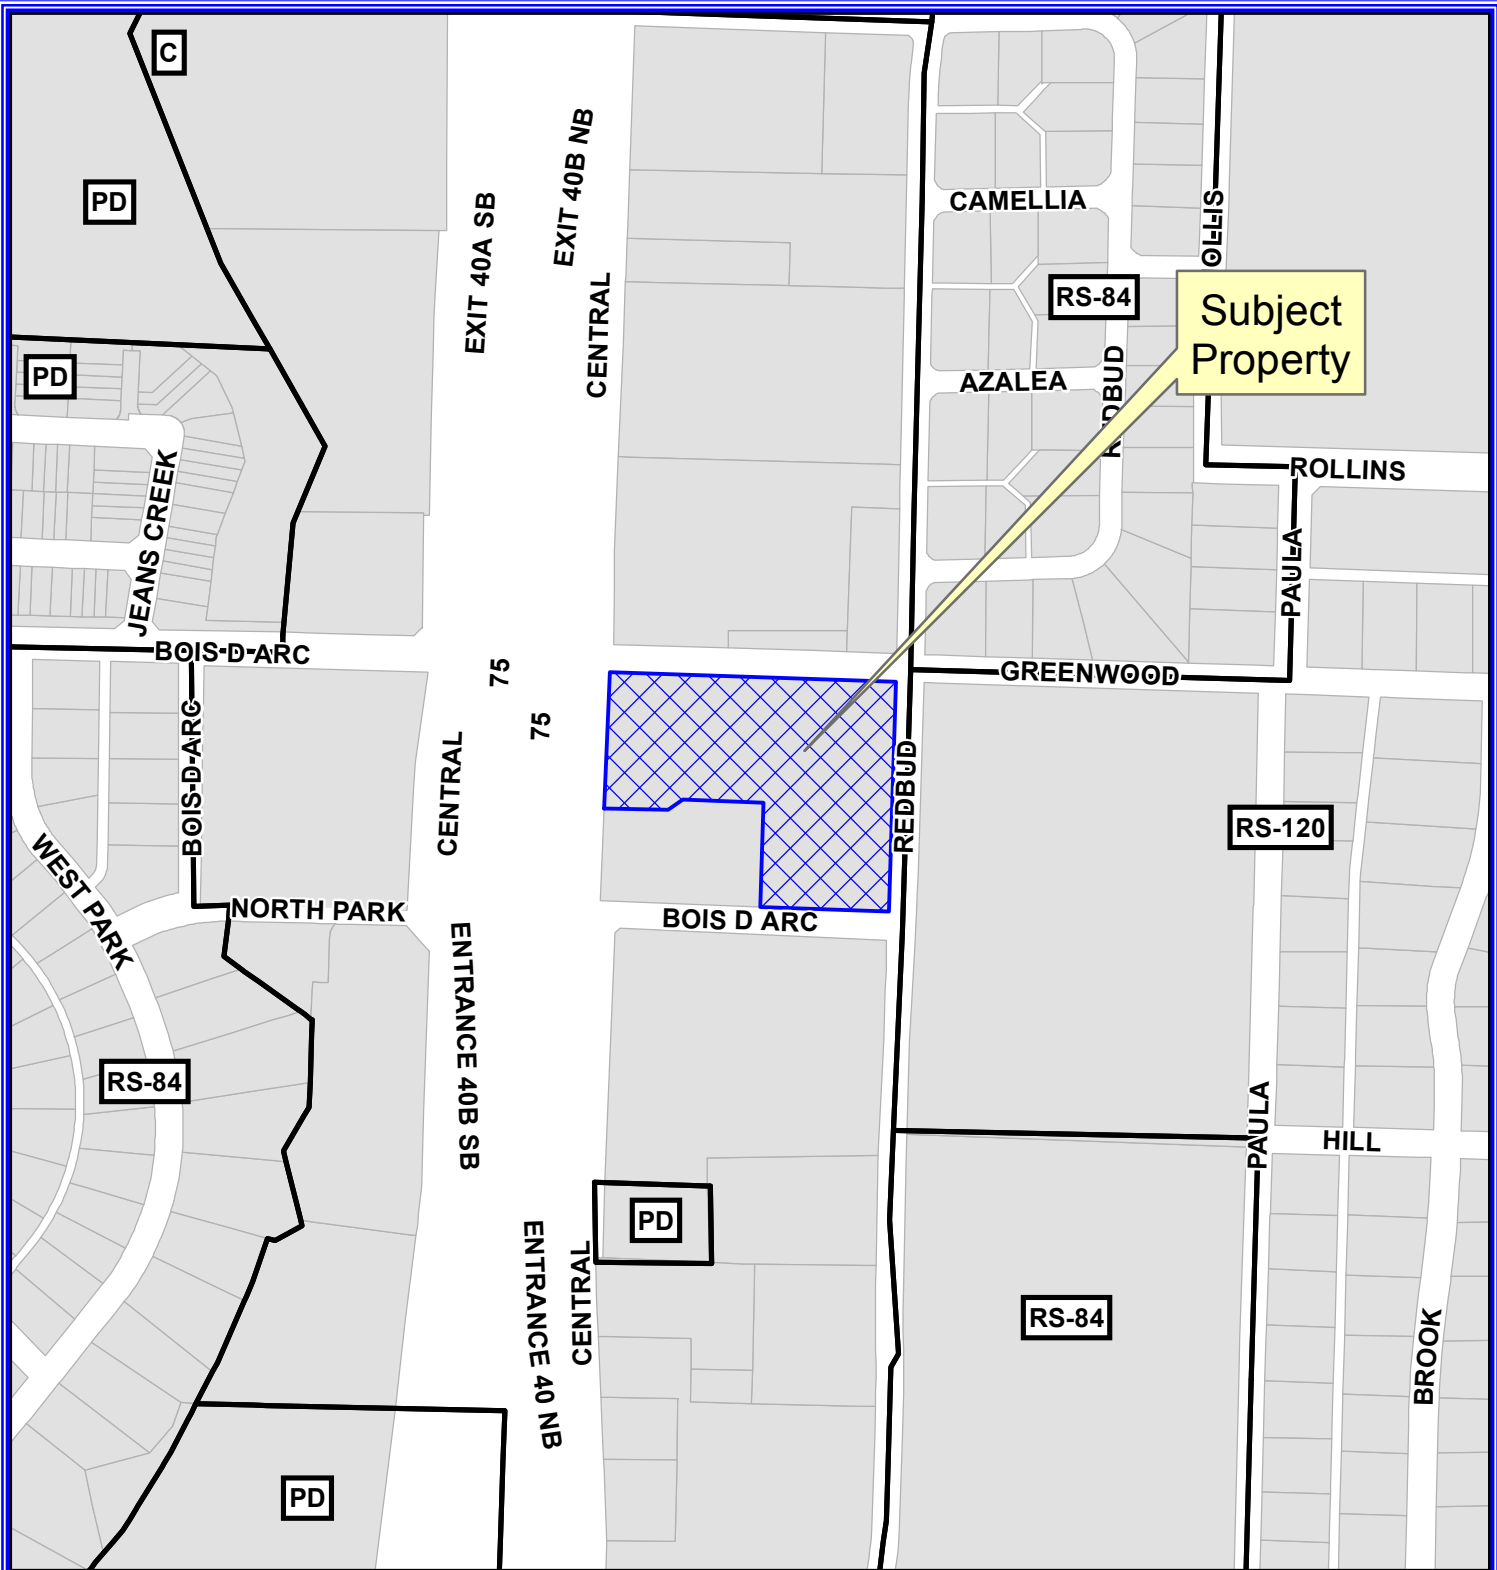 C
EXIT 40B NB
PD
EXIT 40A SB
CAMELLIA
OLLIS
RS-84
Subject
Property
CENTRAL
PD
AZALEA
REDBUD
ROLLINS
JEANS CREEK
PAULA
BOIS-D-ARC
75
GREENWOOD
75
BOIS-D-ARC
CENTRAL
REDBUD
RS-120
WEST PARK
NORTH PARK
BOIS D ARC
ENTRANCE 40B SB
RS-84
PAULA
HILL
PD
ENTRANCE 40 NB
CENTRAL
RS-84
BROOK
PD